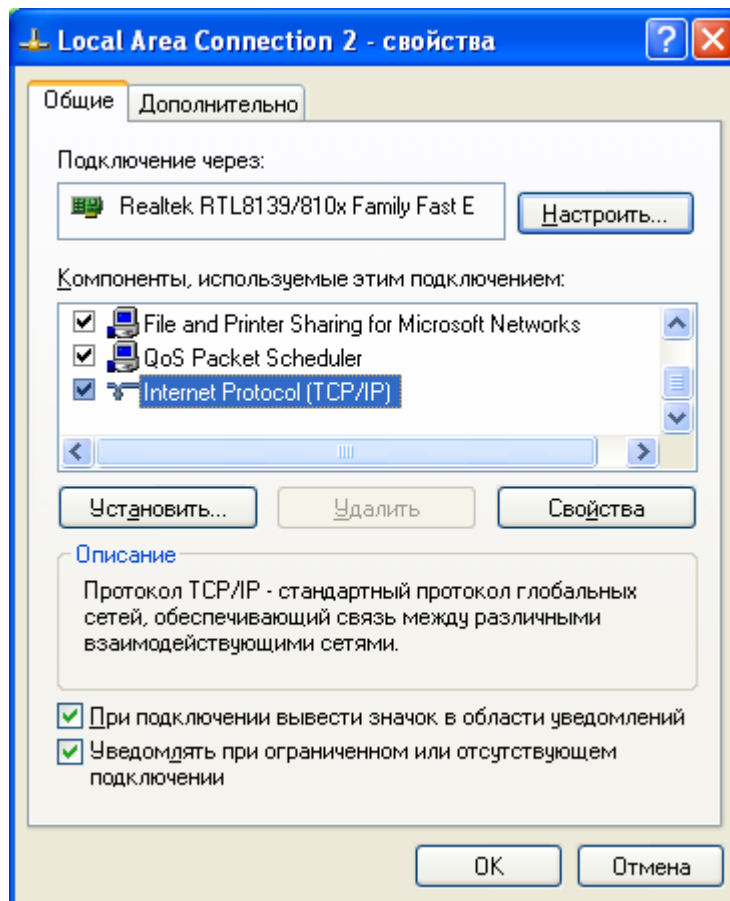 Local Area Connection 2 - свойства
Общие
Дополнительно
Подключение через:
Realtek RTL8139/810x Family Fast E
Настроить...
Компоненты, используемые этим подключением:
File and Printer Sharing for Microsoft Networks
QoS Packet Scheduler
Internet Protocol (TCP/IP)
Установить...
Удалить
Свойства
Описание
Протокол TCP/IP - стандартный протокол глобальных
сетей, обеспечивающий связь между различными
взаимодействующими сетями.
При подключении вывести значок в области уведомлений
Уведомлять при ограниченном или отсутствующем
подключении
OK
Отмена